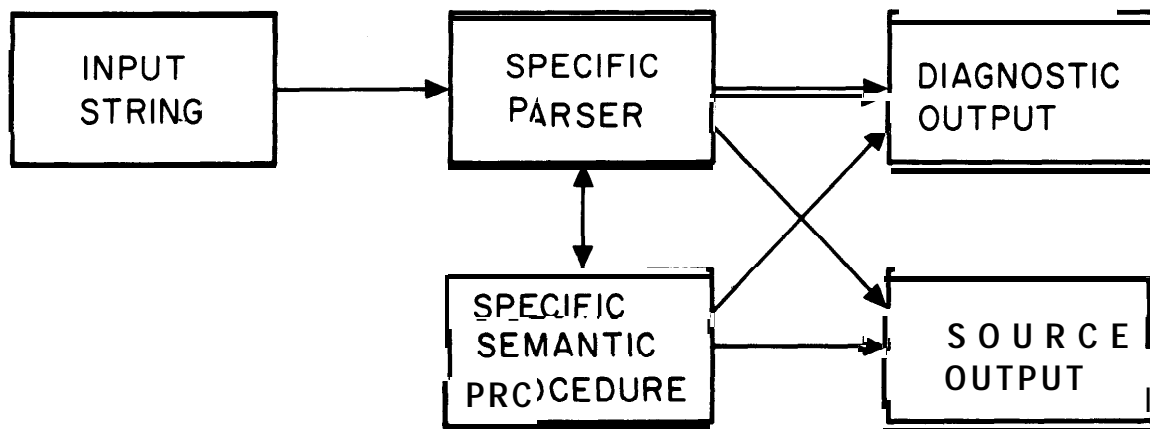 INPUT
STRING
SPECIFIC
PARSER
DIAGNOSTIC
OUTPUT
SPECIFIC
SEMANTIC
PROCEDURE
SOURCE
OUTPUT